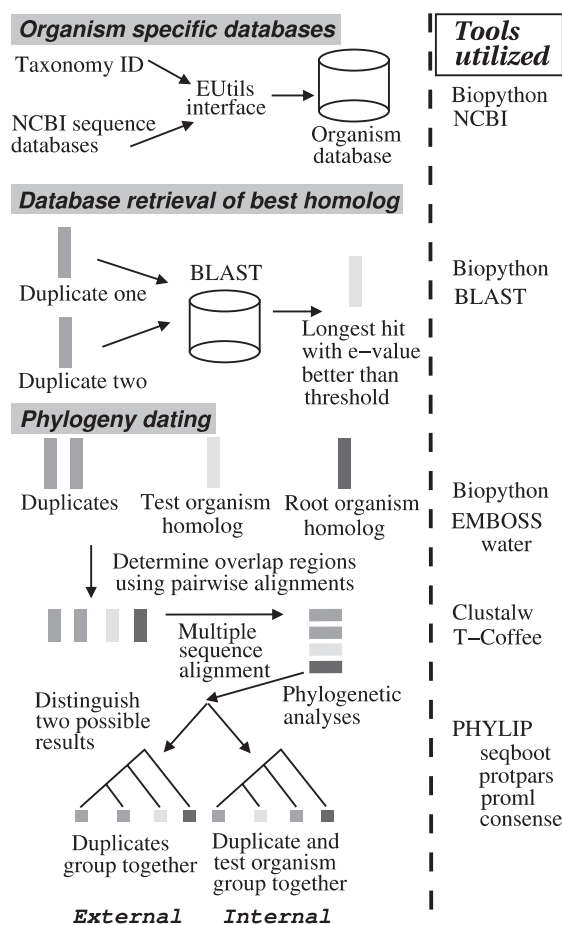 Organism specific databases
Tools
utilized
Taxonomy ID
EUtils
interface
NCBI sequence
databases
Organism
database
Biopython
NCBI
Database retrieval of best homolog
Duplicate one
BLAST
Duplicate two
Longest hit
with e−value
better than
threshold
Biopython
BLAST
Phylogeny dating
Duplicates
Test organism
homolog
Root organism
homolog
Biopython
EMBOSS
water
Determine overlap regions
using pairwise alignments
Multiple
sequence
alignment
Clustalw
T−Coffee
Phylogenetic
analyses
Distinguish
two possible
results
PHYLIP
seqboot
protpars
proml
consense
Duplicates
group together
Duplicate and
test organism
group together
External
Internal